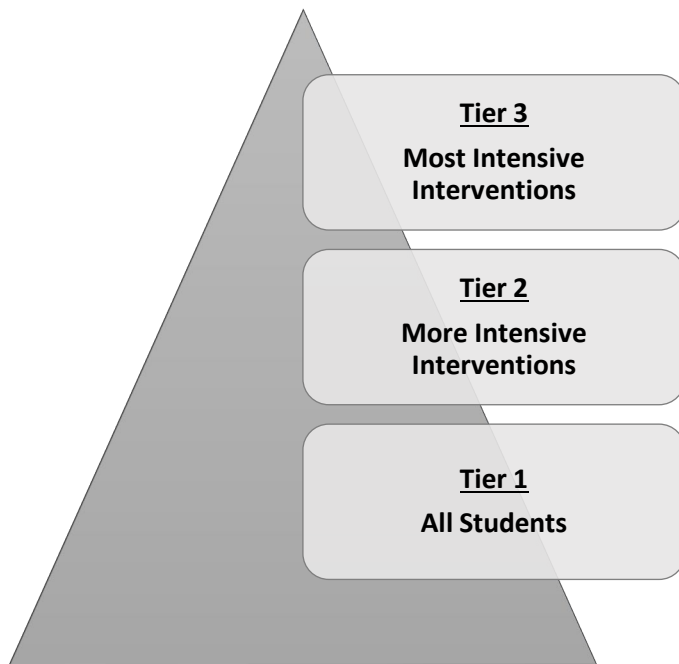 Tier 3
Most Intensive
Interventions
Tier 2
More Intensive
Interventions
Tier 1
All Students